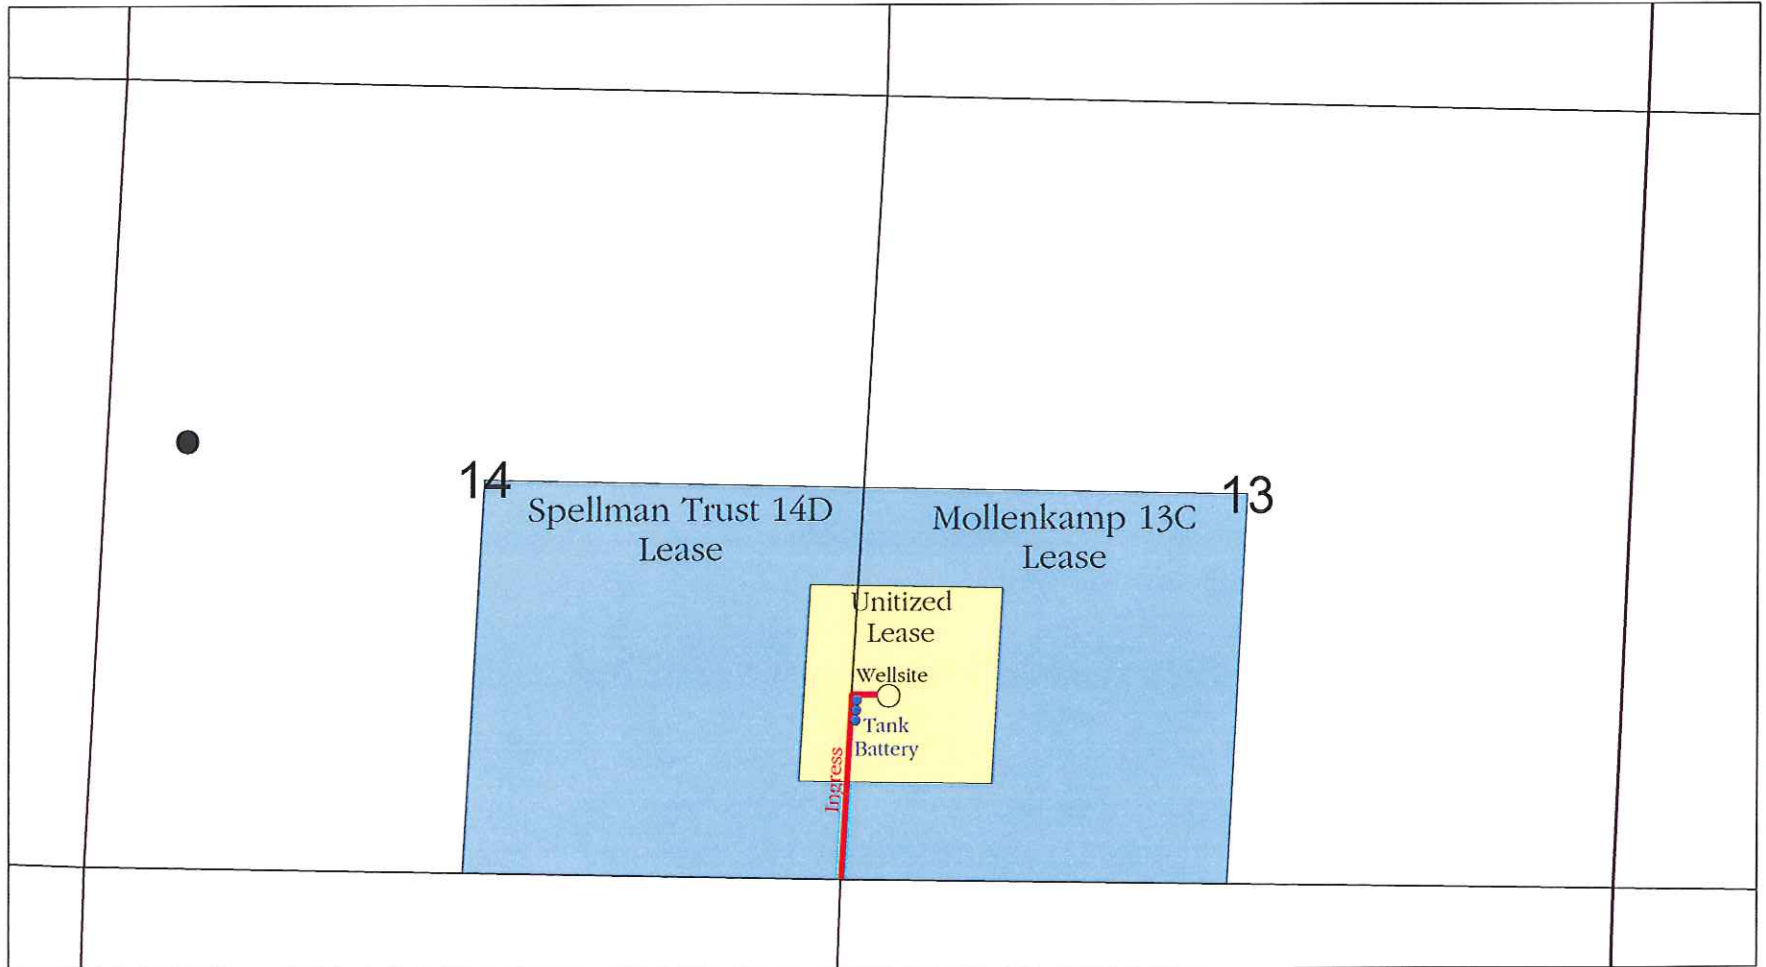 14
13
Spellman Trust 14D
Lease
Mollenkamp 13C
Lease
Unitized
Lease
Wellsite
Tank
Battery
Ingress